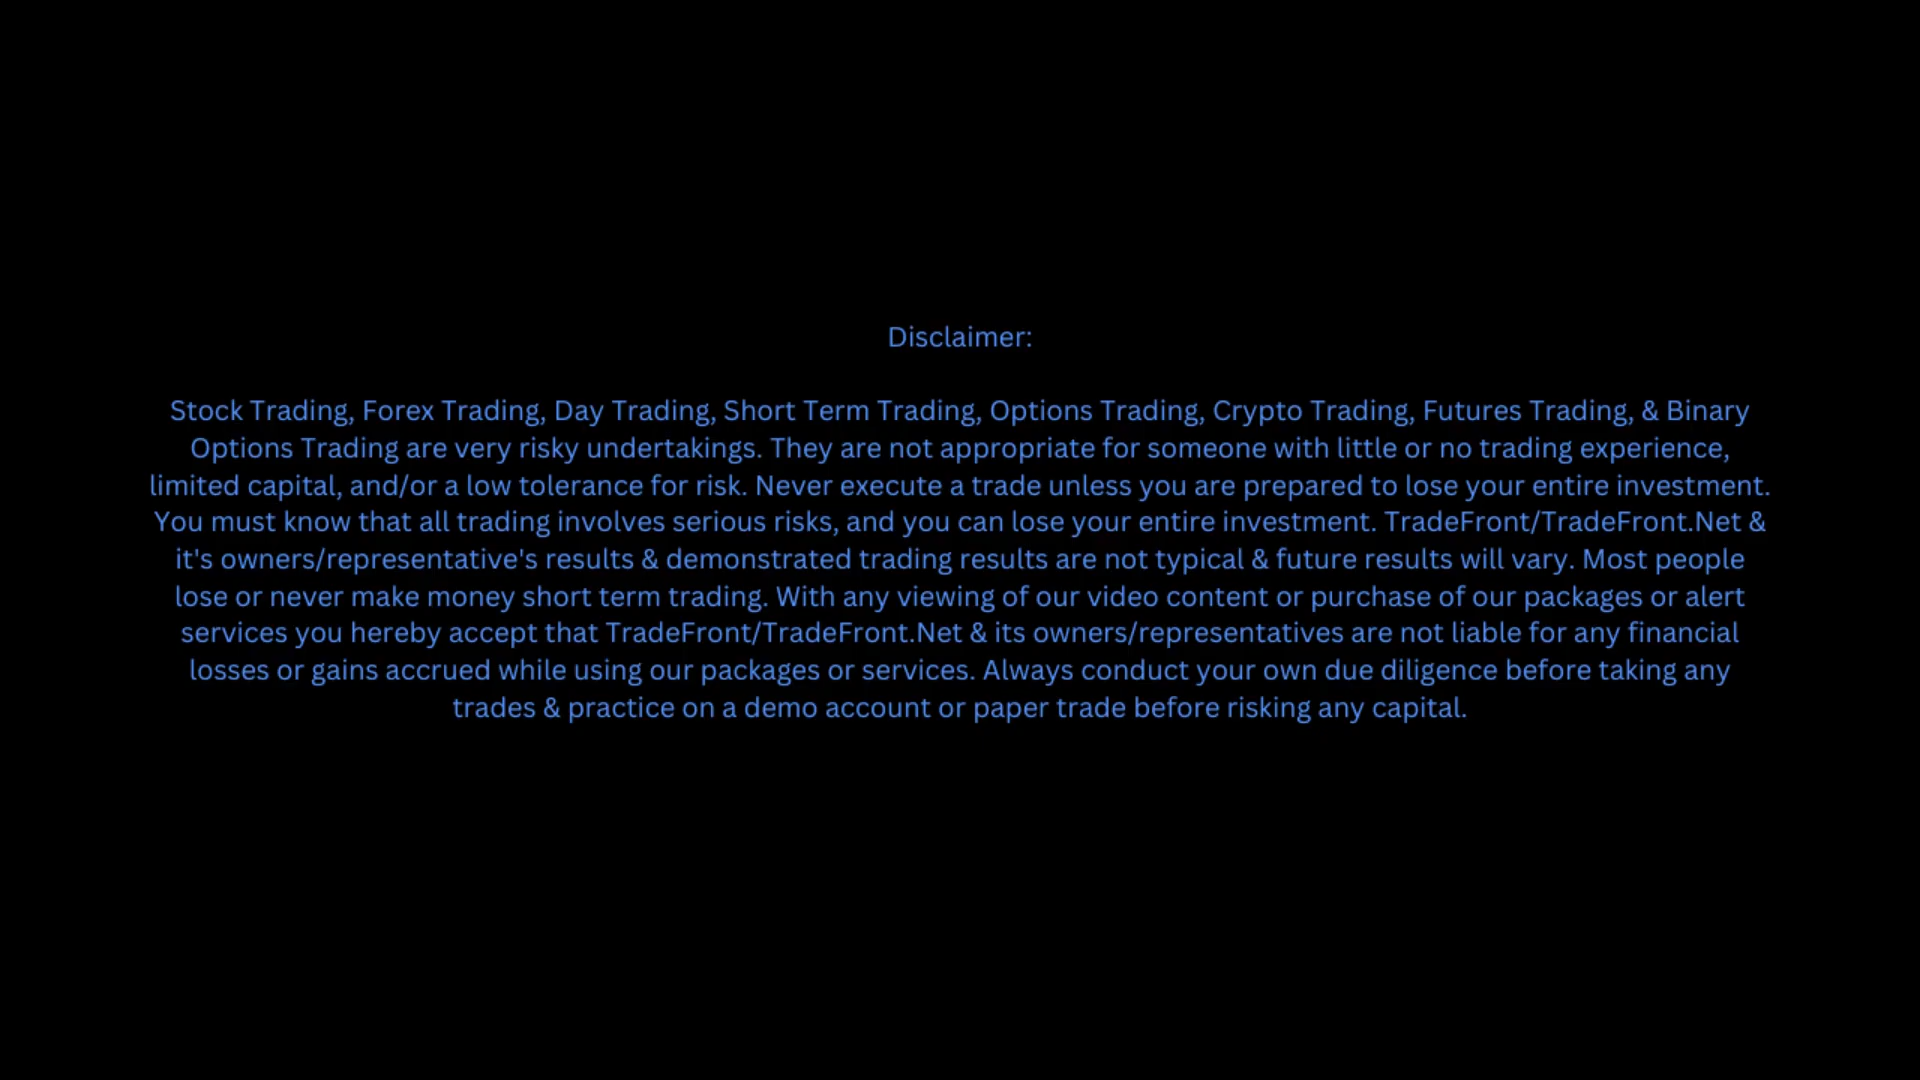 Disclaimer:
Stock Trading, Forex Trading, Day Trading, Short Term Trading, Options Trading, Crypto Trading, Futures Trading, & Binary
Options Trading are very risky undertakings. They are not appropriate for someone with little or no trading experience,
limited capital, and/or a low tolerance for risk. Never execute a trade unless you are prepared to lose your entire investment.
You must know that all trading involves serious risks, and you can lose your entire investment. TradeFront/TradeFront.Net &
it's owners/representative's results & demonstrated trading results are not typical & future results will vary. Most people
lose or never make money short term trading. With any viewing of our video content or purchase of our packages or alert
services you hereby accept that TradeFront/TradeFront.Net & its owners/representatives are not liable for any financial
losses or gains accrued while using our packages or services. Always conduct your own due diligence before taking any
trades & practice on a demo account or paper trade before risking any capital.